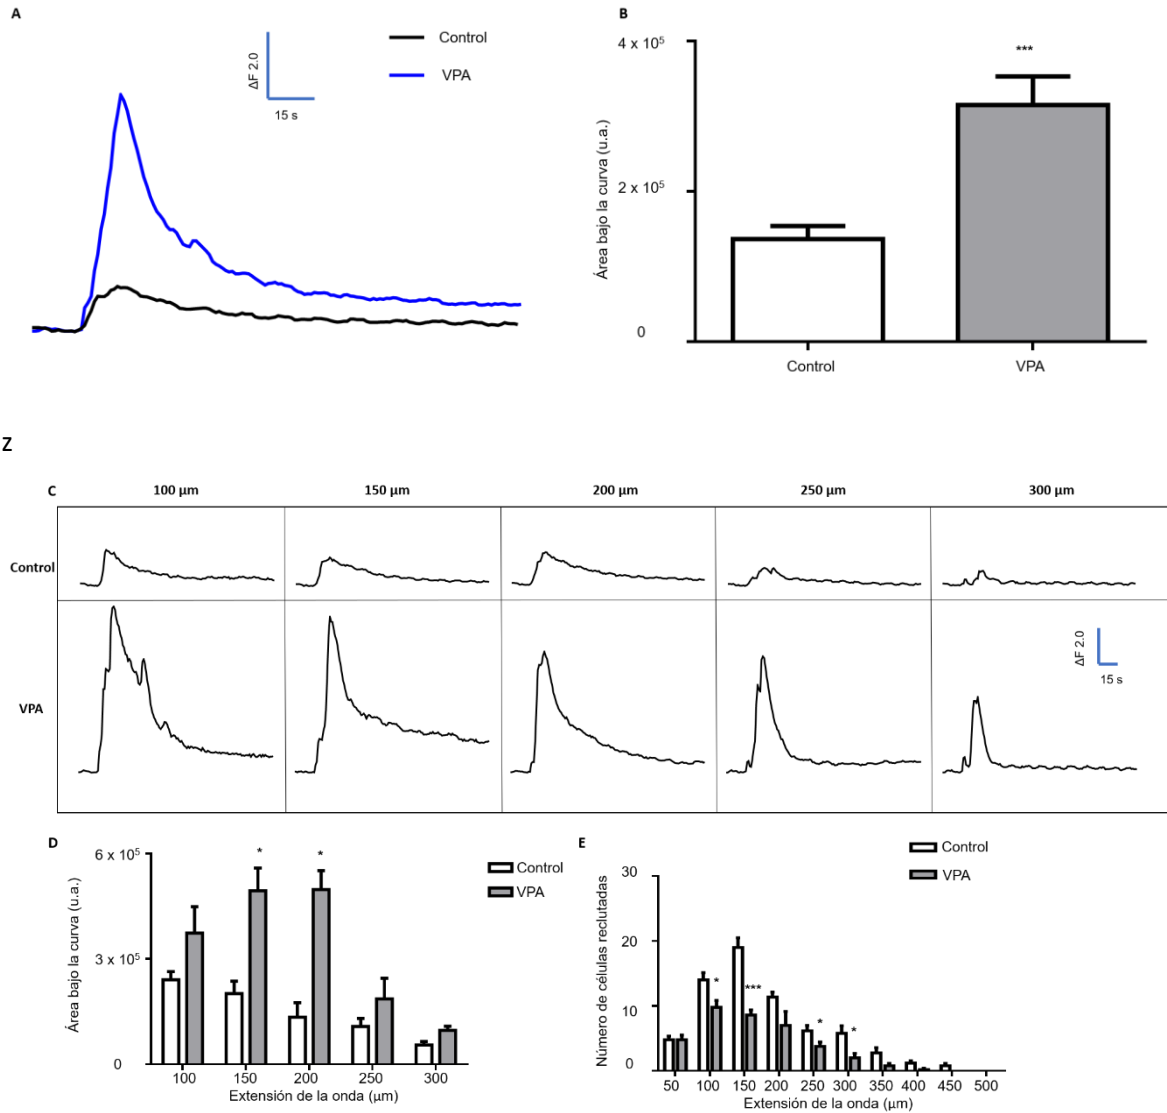 A
ΔF 2.0
15 s
Control
VPA
B
Área bajo la curva (u.a.)
4 x 10⁵
2 x 10⁵
0
***
Control
VPA
Z
C
100 µm
150 µm
200 µm
250 µm
300 µm
Control
VPA
ΔF 2.0
15 s
D
Área bajo la curva (u.a.)
6 x 10⁵
3 x 10⁵
0
*
*
Control
VPA
100
150
200
250
300
Extensión de la onda (µm)
E
Número de células reclutadas
30
20
10
0
*
***
*
*
Control
VPA
50
100
150
200
250
300
350
400
450
500
Extensión de la onda (µm)